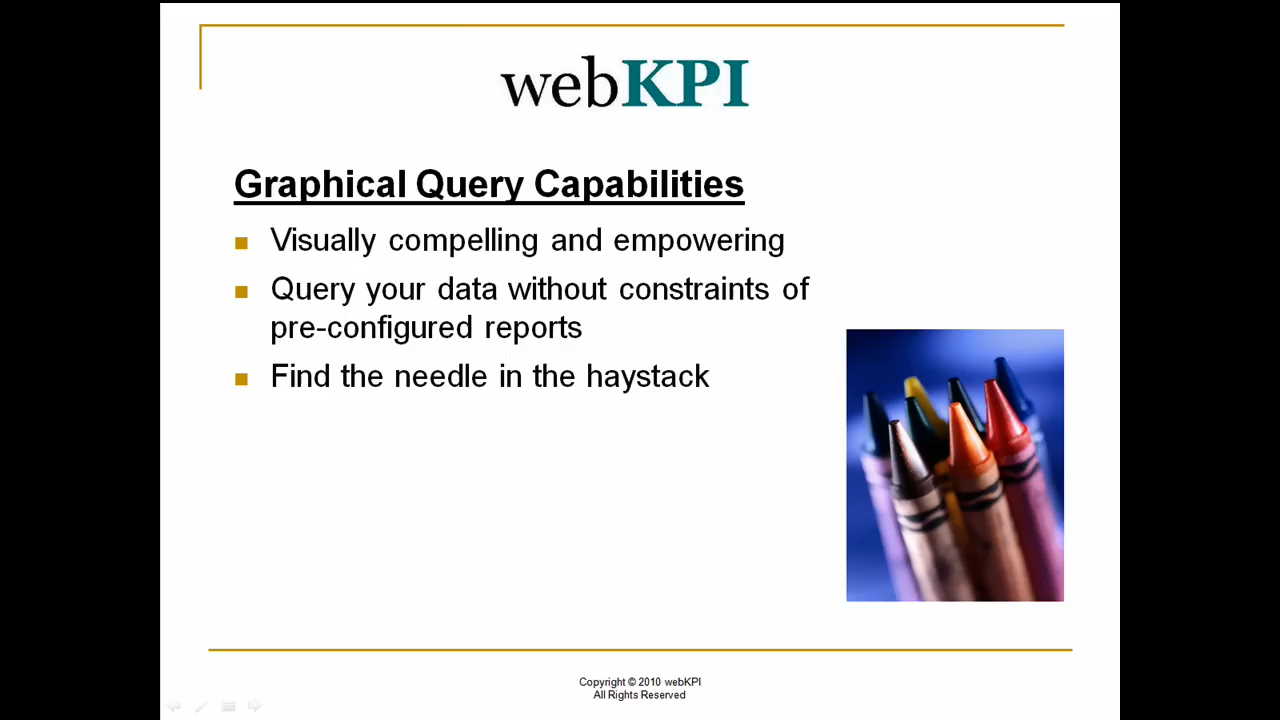 webKPI
Graphical Query Capabilities
Visually compelling and empowering
Query your data without constraints of
pre-configured reports
Find the needle in the haystack
Copyright © 2010 webKPI
All Rights Reserved